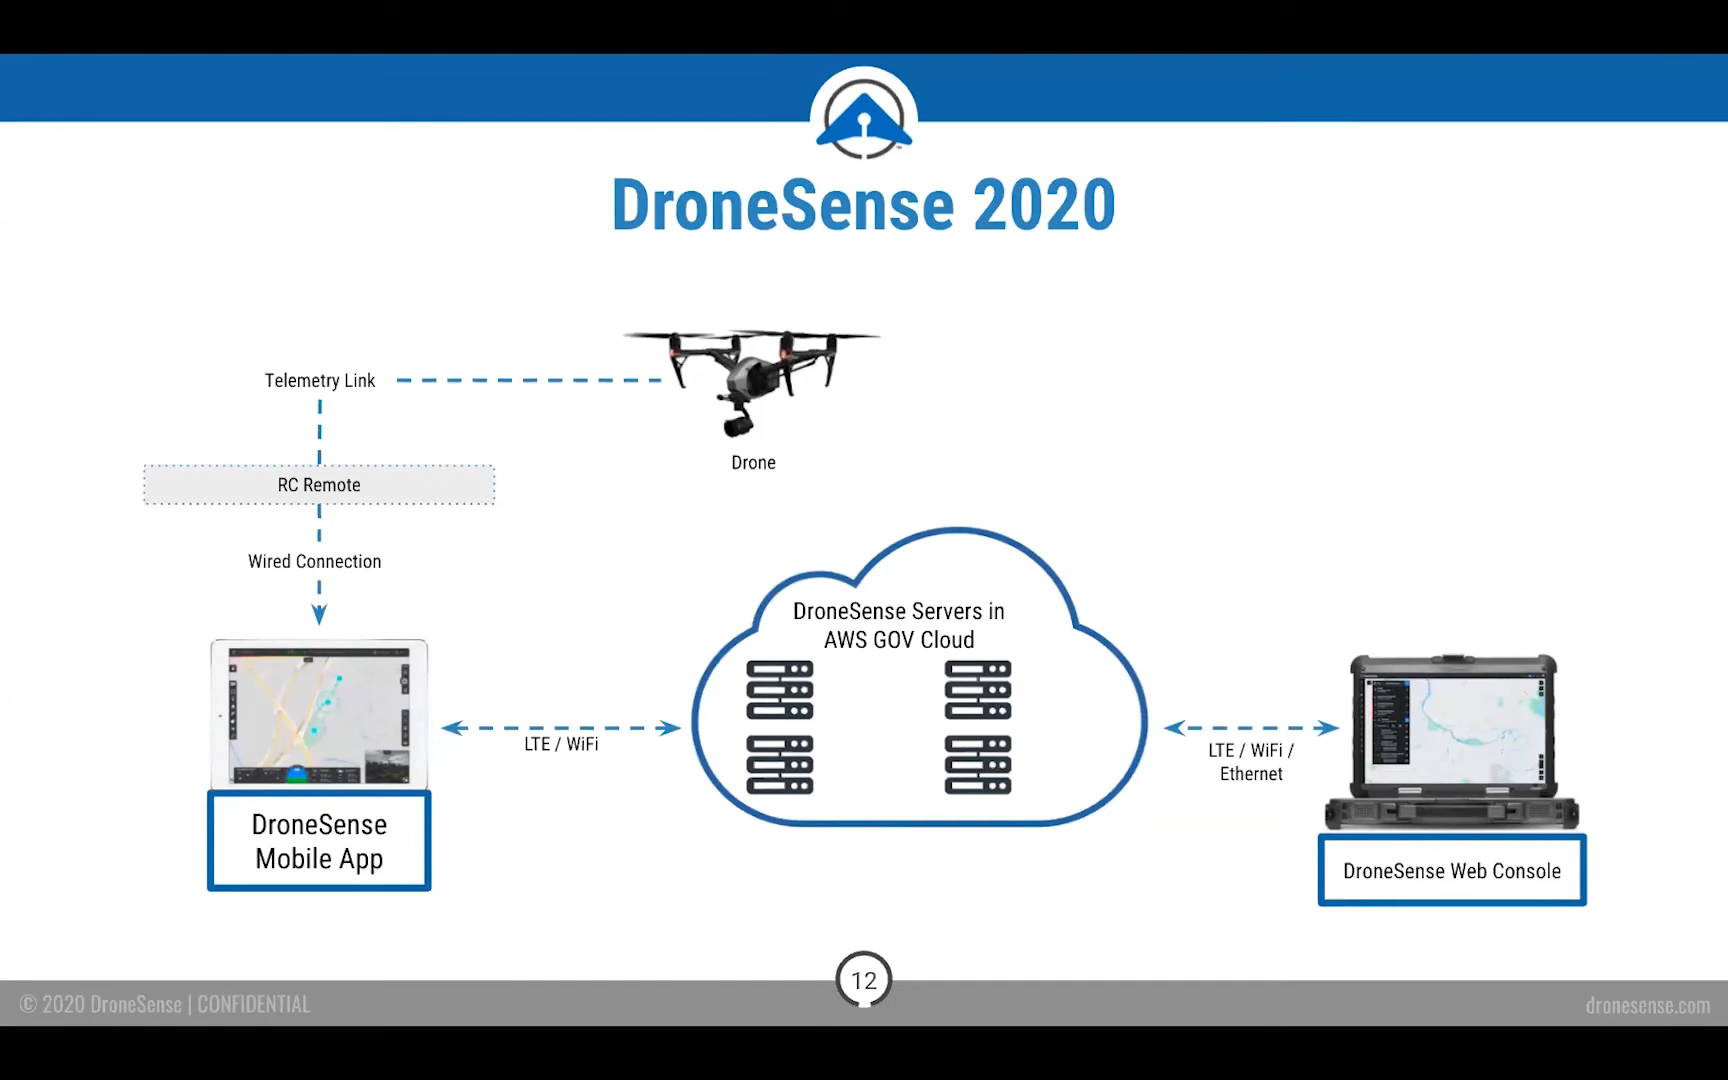 DroneSense 2020
Telemetry Link
Drone
RC Remote
Wired Connection
DroneSense Servers in
AWS GOV Cloud
LTE / WiFi
LTE / WiFi /
Ethernet
DroneSense
Mobile App
DroneSense Web Console
12
© 2020 DroneSense | CONFIDENTIAL
dronesense.com